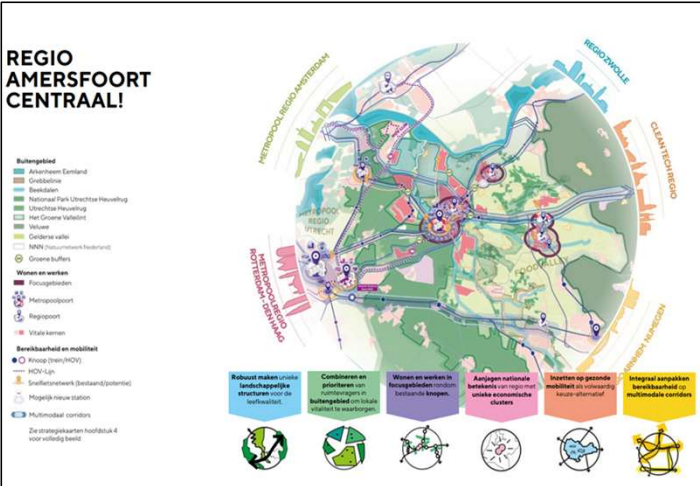 REGIO
AMERSFOORT
CENTRAAL!
Buitengebied
Arkenheem Eemland
Grebbelinie
Beekdalen
Nationaal Park Utrechtse Heuvelrug
Utrechtse Heuvelrug
Het Groene Valleilint
Veluwe
Gelderse vallei
NNN (Natuurnetwerk Nederland)
Groene buffers
Wonen en werken
Focusgebieden
Metropoolpoort
Regiopoort
Vitale kernen
Bereikbaarheid en mobiliteit
Knoop (trein/HOV)
HOV-Lijn
Snelfietsnetwerk (bestaand/potentie)
Mogelijk nieuw station
Multimodaal corridors
Zie strategiekaarten hoofdstuk 4
voor volledig beeld
METROPOOL REGIO AMSTERDAM
REGIO ZWOLLE
CLEAN TECH REGIO
ARNHEM NIJMEGEN
METROPOOLREGIO
ROTTERDAM - DEN HAAG
METROPOOL
REGIO
UTRECHT
FOODVALLEY
Robuust maken unieke
landschappelijke
structuren voor de
leefkwaliteit.
Combineren en
prioriteren van
ruimtevragers in
buitengebied om lokale
vitaliteit te waarborgen.
Wonen en werken in
focusgebieden rondom
bestaande knopen.
Aanjagen nationale
betekenis van regio met
unieke economische
clusters
Inzetten op gezonde
mobiliteit als volwaardig
keuze-alternatief.
Integraal aanpakken
bereikbaarheid op
multimodale corridors